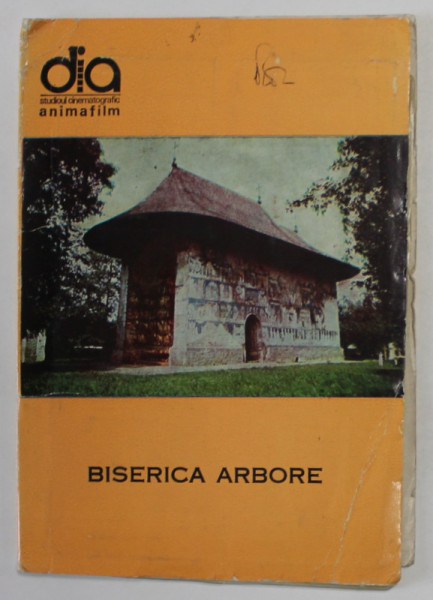 dia
studioul cinematografic
animafilm
BISERICA ARBORE